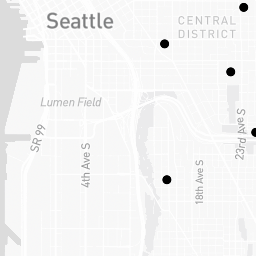 Seattle
CENTRAL
DISTRICT
Lumen Field
SR 99
4th Ave S
18th Ave S
23rd Ave S